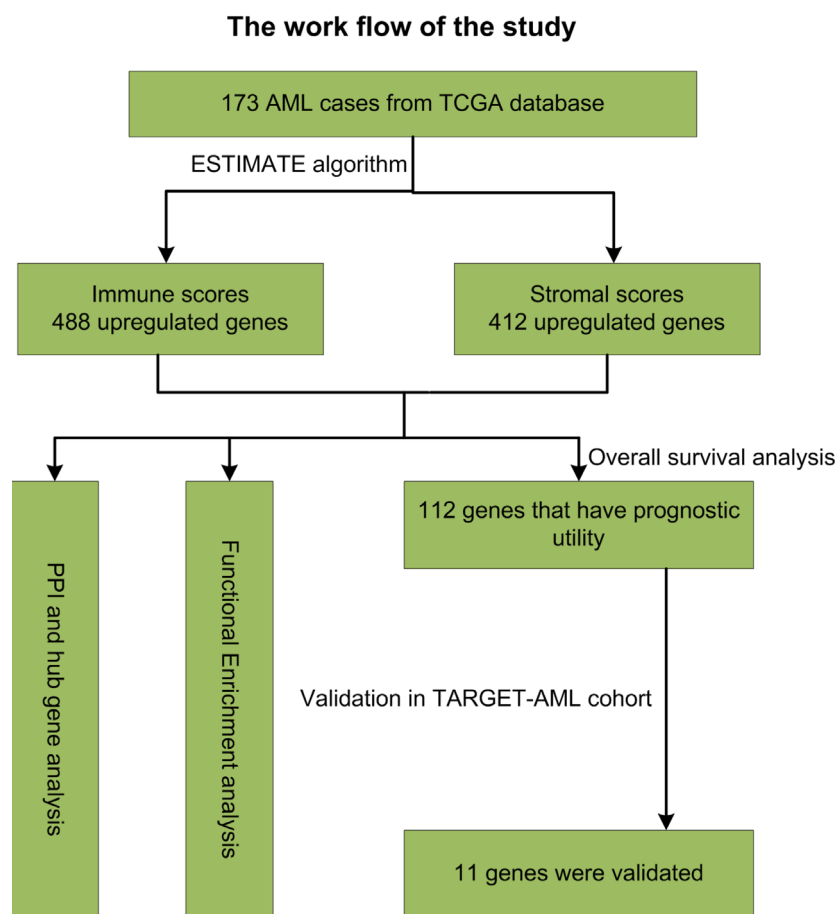 The work flow of the study
173 AML cases from TCGA database
ESTIMATE algorithm
Immune scores
488 upregulated genes
Stromal scores
412 upregulated genes
Overall survival analysis
PPI and hub gene analysis
Functional Enrichment analysis
112 genes that have prognostic
utility
Validation in TARGET-AML cohort
11 genes were validated